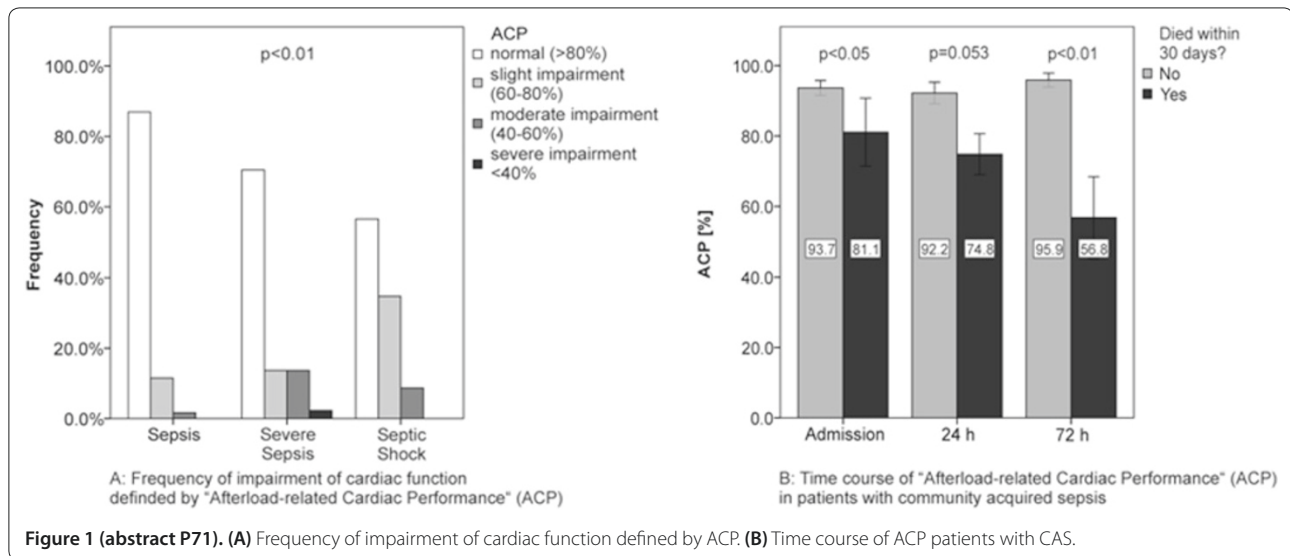 ACP
normal (>80%)
slight impairment
(60-80%)
moderate impairment
(40-60%)
severe impairment
<40%
p<0.01
100.0%
80.0%
60.0%
40.0%
20.0%
0.0%
Frequency
Sepsis
Severe
Sepsis
Septic
Shock
A: Frequency of impairment of cardiac function
definded by "Afterload-related Cardiac Performance" (ACP)
Died within
30 days?
No
Yes
p<0.05 p=0.053 p<0.01
100.0
80.0
60.0
40.0
20.0
0.0
ACP [%]
93.7 81.1 92.2 74.8 95.9 56.8
Admission 24 h 72 h
B: Time course of "Afterload-related Cardiac Performance" (ACP)
in patients with community acquired sepsis
Figure 1 (abstract P71). (A) Frequency of impairment of cardiac function defined by ACP. (B) Time course of ACP patients with CAS.